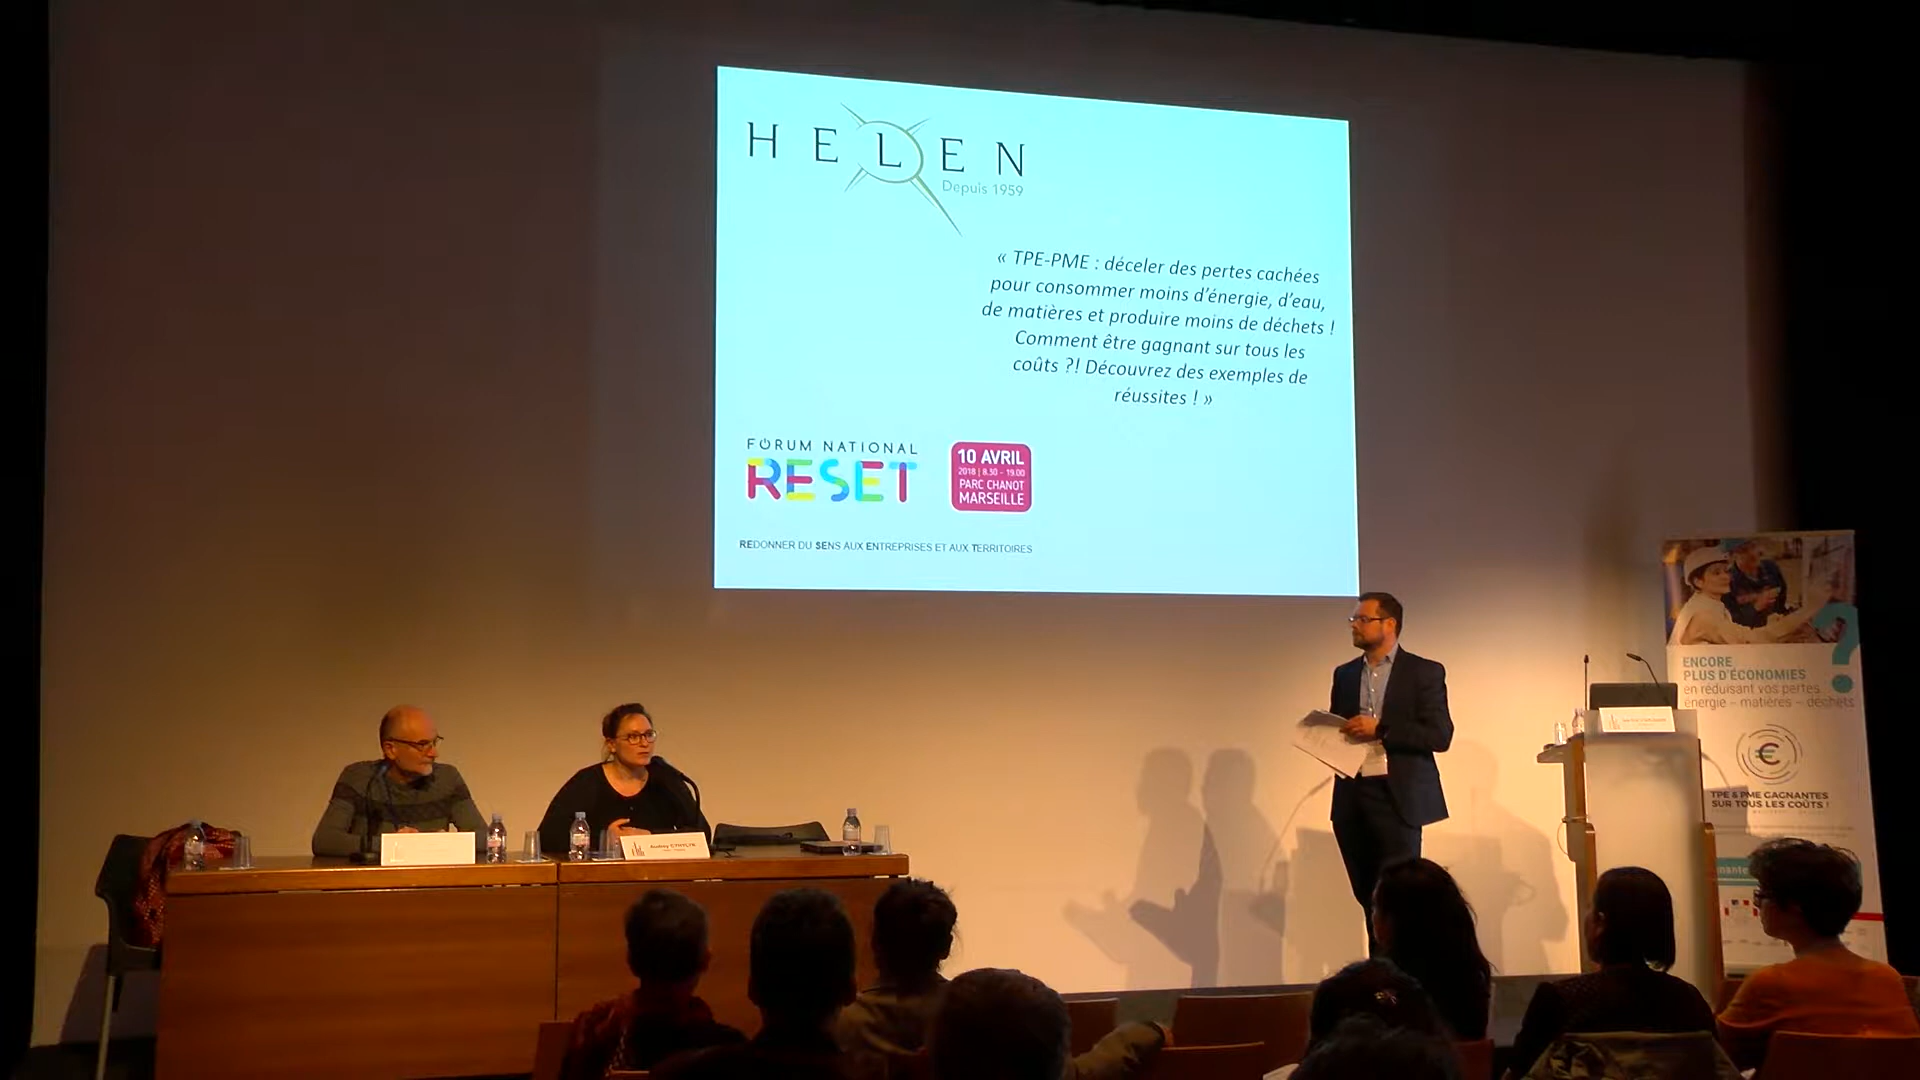 HELEN
Depuis 1959
« TPE-PME : déceler des pertes cachées
pour consommer moins d'énergie, d'eau,
de matières et produire moins de déchets !
Comment être gagnant sur tous les
coûts ?! Découvrez des exemples de
réussites ! »
FORUM NATIONAL
RESET
10 AVRIL
2018 | 8.30 - 19.00
PARC CHANOT
MARSEILLE
REDONNER DU SENS AUX ENTREPRISES ET AUX TERRITOIRES
ENCORE
PLUS D'ÉCONOMIES
en réduisant vos pertes
énergie – matières – déchets
?
€
TPE & PME GAGNANTES
SUR TOUS LES COÛTS !
Audrey